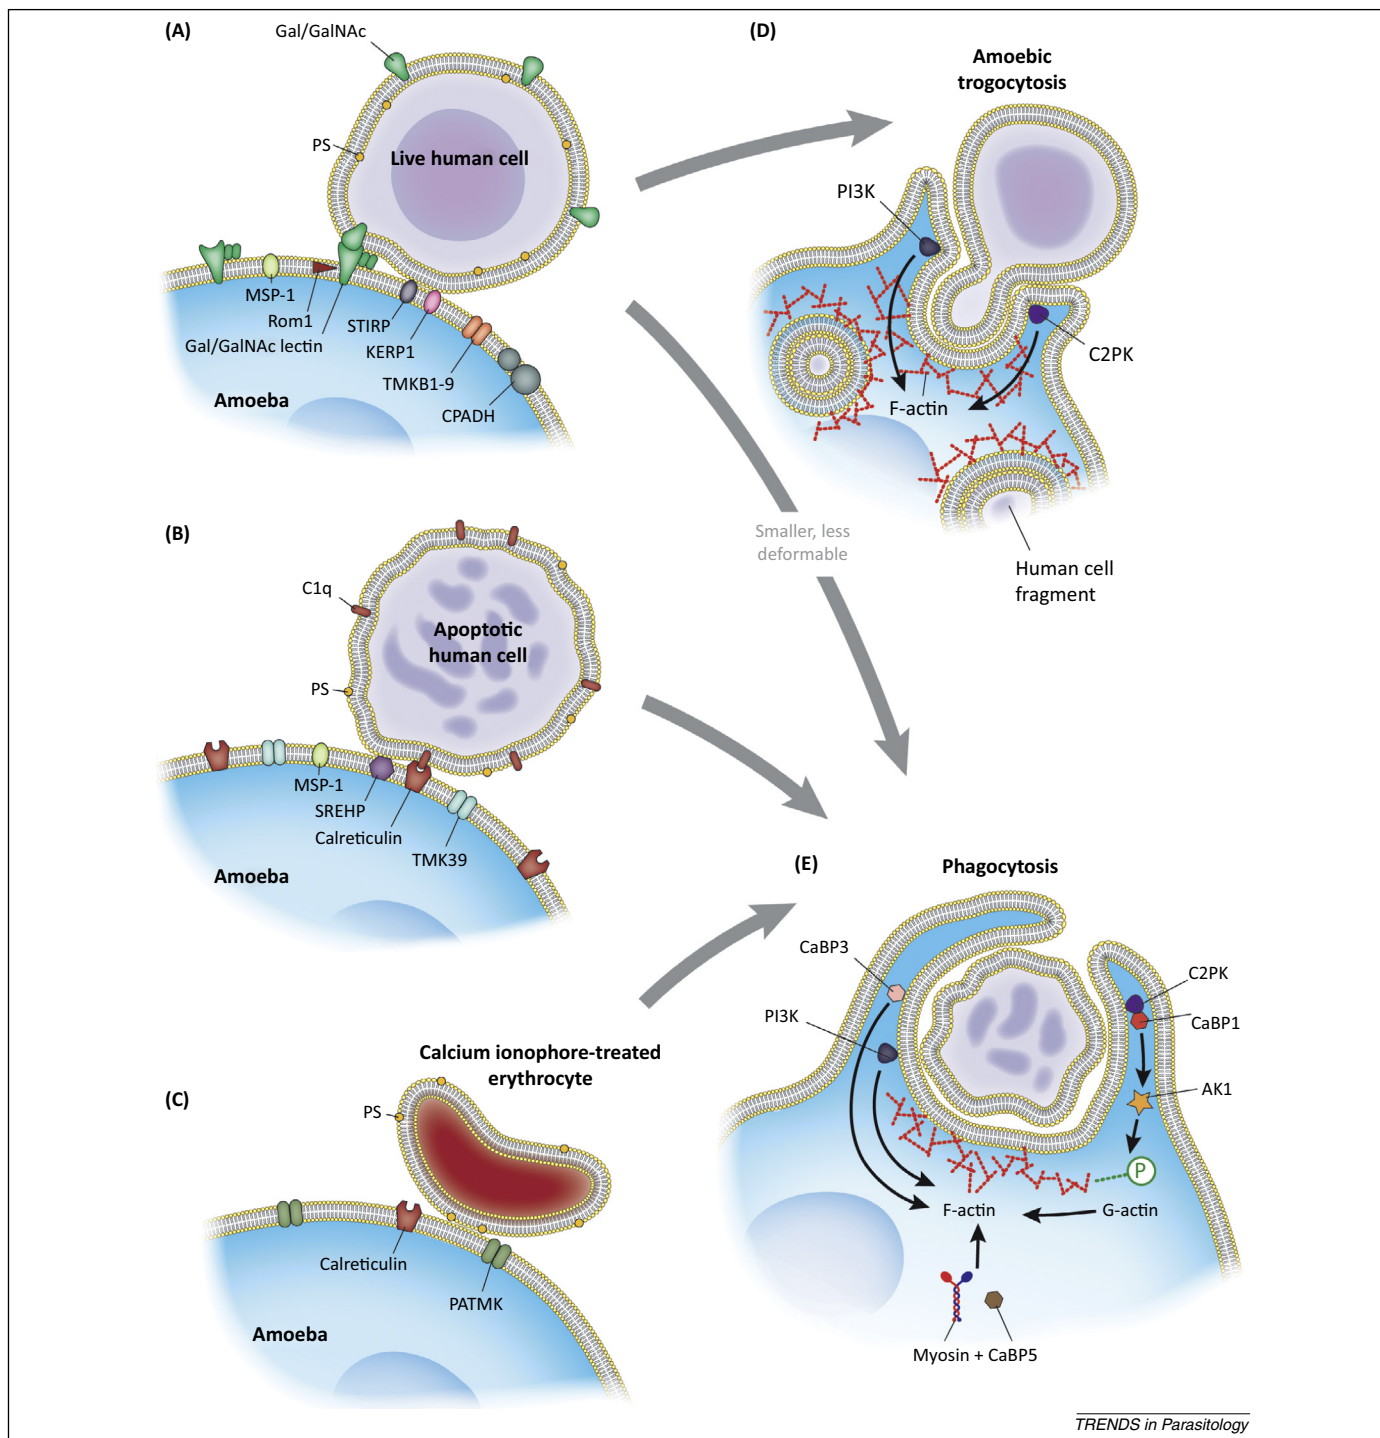 (A)
Gal/GalNAc
PS
Live human cell
MSP-1
Rom1
Gal/GalNAc lectin
STIRP
KERP1
TMKB1-9
CPADH
Amoeba
(B)
C1q
Apoptotic
human cell
PS
MSP-1
SREHP
Calreticulin
TMK39
Amoeba
Calcium ionophore-treated
erythrocyte
(C)
PS
Calreticulin
PATMK
Amoeba
(D)
Amoebic
trogocytosis
PI3K
C2PK
F-actin
Human cell
fragment
Smaller, less
deformable
(E)
Phagocytosis
CaBP3
PI3K
C2PK
CaBP1
AK1
P
F-actin
G-actin
Myosin + CaBP5
TRENDS in Parasitology